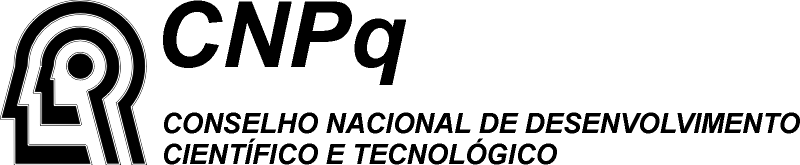 CNPq
CONSELHO NACIONAL DE DESENVOLVIMENTO
CIENTÍFICO E TECNOLÓGICO